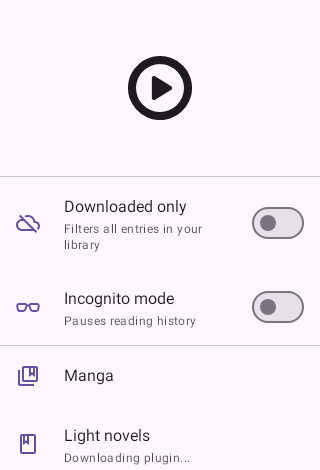 Downloaded only
Filters all entries in your
library
Incognito mode
Pauses reading history
Manga
Light novels
Downloading plugin...